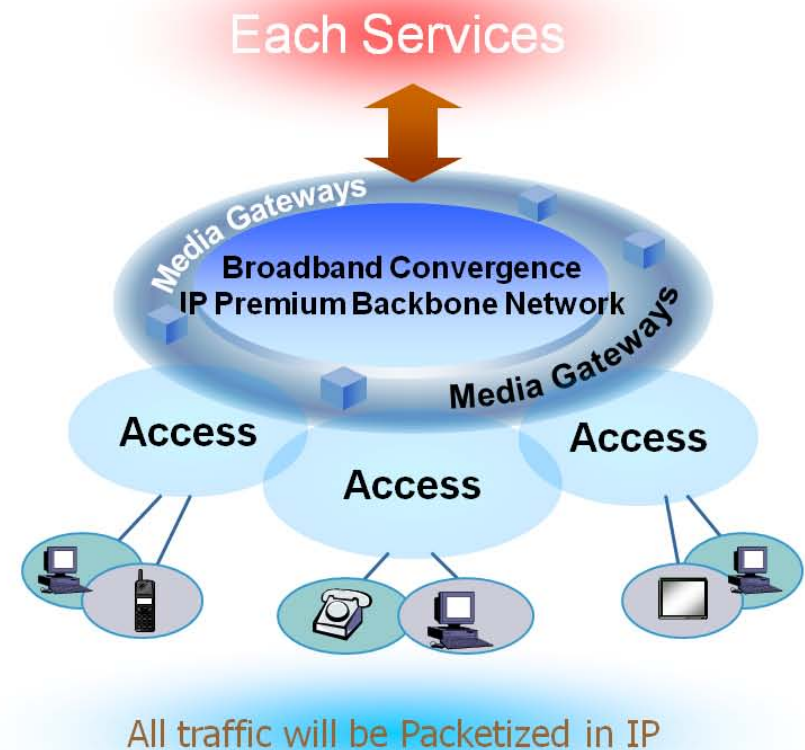 Each Services
Media Gateways
Broadband Convergence
IP Premium Backbone Network
Media Gateways
Access
Access
Access
All traffic will be Packetized in IP